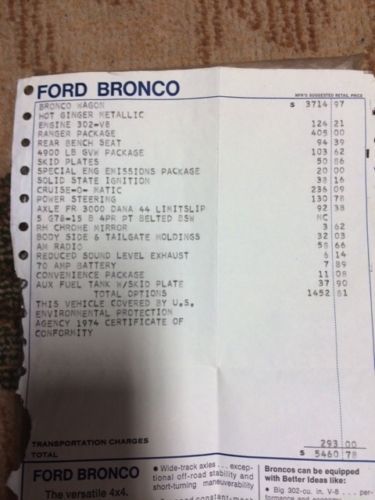 FORD BRONCO
MFR'S SUGGESTED RETAIL PRICE
BRONCO WAGON $ 3714 97
HOT GINGER METALLIC
ENGINE 302-V8 124 21
RANGER PACKAGE 405 00
REAR BENCH SEAT 94 39
4900 LB GVW PACKAGE 103 62
SKID PLATES 50 86
SPECIAL ENG EMISSIONS PACKAGE 20 00
SOLID STATE IGNITION 38 16
CRUISE-O-MATIC 236 09
POWER STEERING 130 78
AXLE FR 3000 DANA 44 LIMITSLIP 92 38
5 G78-15 B 4PR PT BELTED BSW NC
RH CHROME MIRROR 3 62
BODY SIDE & TAILGATE MOLDINGS 32 03
AM RADIO 58 66
REDUCED SOUND LEVEL EXHAUST 6 14
70 AMP BATTERY 7 89
CONVENIENCE PACKAGE 11 08
AUX FUEL TANK W/SKID PLATE 37 90
TOTAL OPTIONS 1452 81
THIS VEHICLE COVERED BY U.S.
ENVIRONMENTAL PROTECTION
AGENCY 1974 CERTIFICATE OF
CONFORMITY
TRANSPORTATION CHARGES 293 00
TOTAL $ 5460 78
FORD BRONCO
The versatile 4x4.
• Wide-track axles . . . excep-
tional off-road stability and
short-turning maneuverability
Broncos can be equipped
with Better Ideas like:
• Big 302-cu. in. V-8 . . . per-